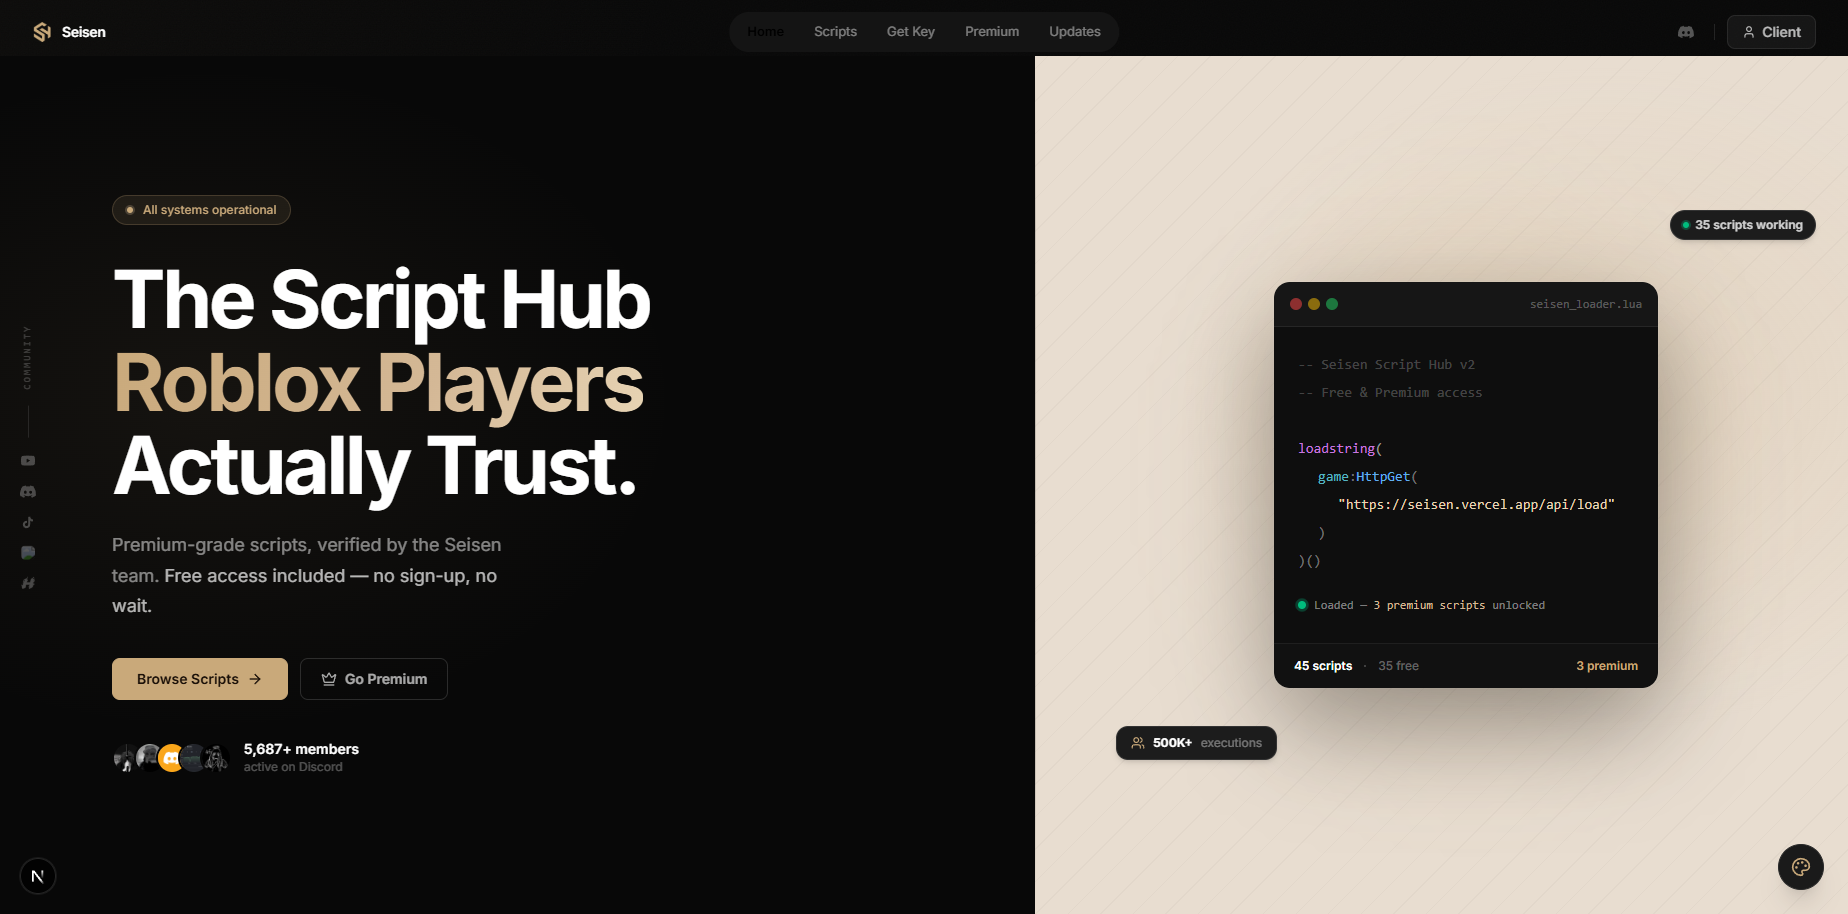 Seisen
Home
Scripts
Get Key
Premium
Updates
Client
COMMUNITY
All systems operational
The Script Hub
Roblox Players
Actually Trust.
Premium-grade scripts, verified by the Seisen
team. Free access included — no sign-up, no
wait.
Browse Scripts
Go Premium
5,687+ members
active on Discord
N
35 scripts working
seisen_loader.lua
-- Seisen Script Hub v2
-- Free & Premium access
loadstring(
game:HttpGet(
"https://seisen.vercel.app/api/load"
)
)()
Loaded — 3 premium scripts unlocked
45 scripts · 35 free
3 premium
500K+ executions